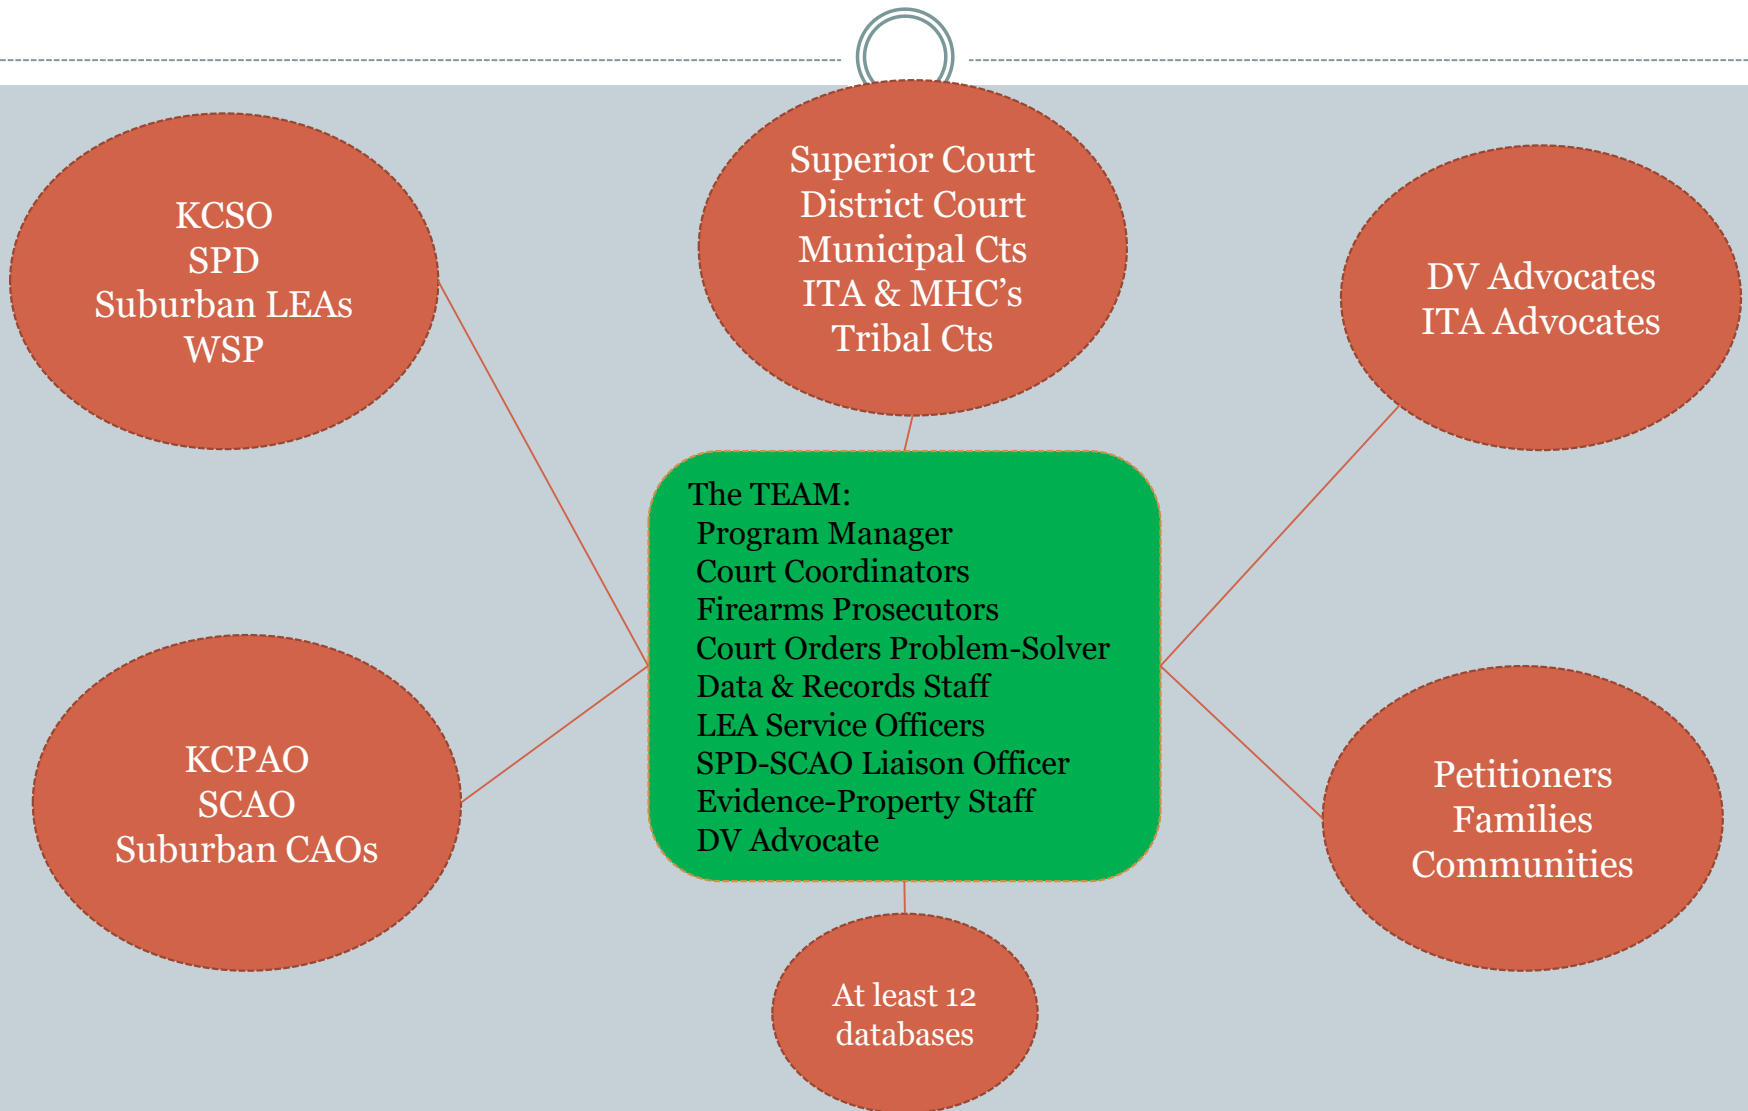 KCSO
SPD
Suburban LEAs
WSP
Superior Court
District Court
Municipal Cts
ITA & MHC’s
Tribal Cts
DV Advocates
ITA Advocates
The TEAM:
Program Manager
Court Coordinators
Firearms Prosecutors
Court Orders Problem-Solver
Data & Records Staff
LEA Service Officers
SPD-SCAO Liaison Officer
Evidence-Property Staff
DV Advocate
KCPAO
SCAO
Suburban CAOs
Petitioners
Families
Communities
At least 12
databases